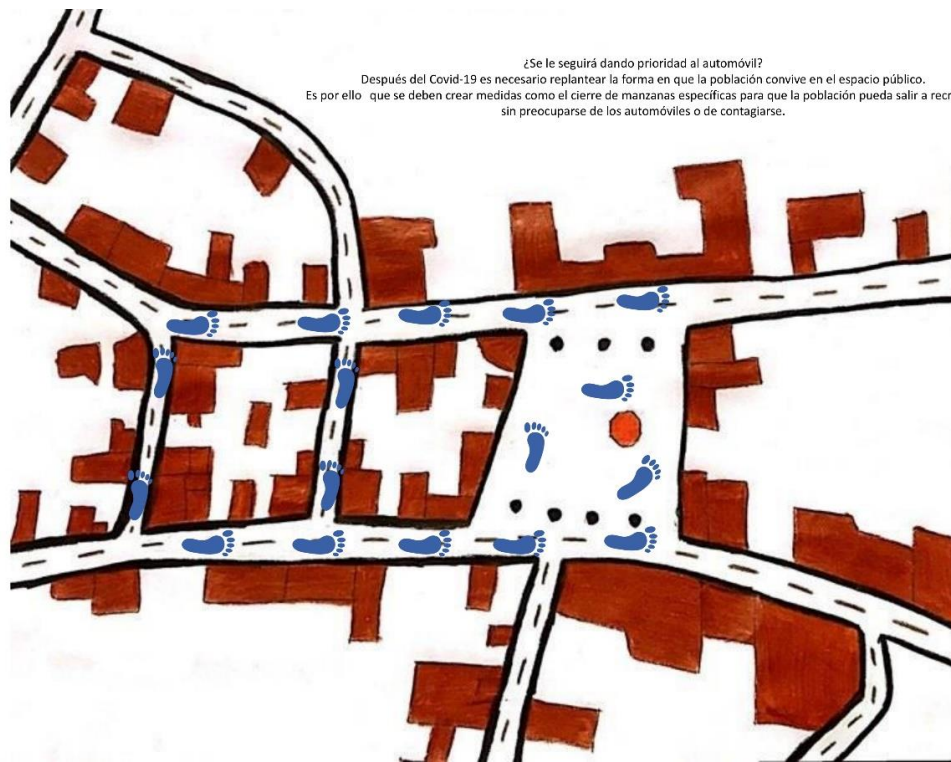 ¿Se le seguirá dando prioridad al automóvil?
Después del Covid-19 es necesario replantear la forma en que la población convive en el espacio público.
Es por ello que se deben crear medidas como el cierre de manzanas específicas para que la población pueda salir a
sin preocuparse de los automóviles o de contagiarse.